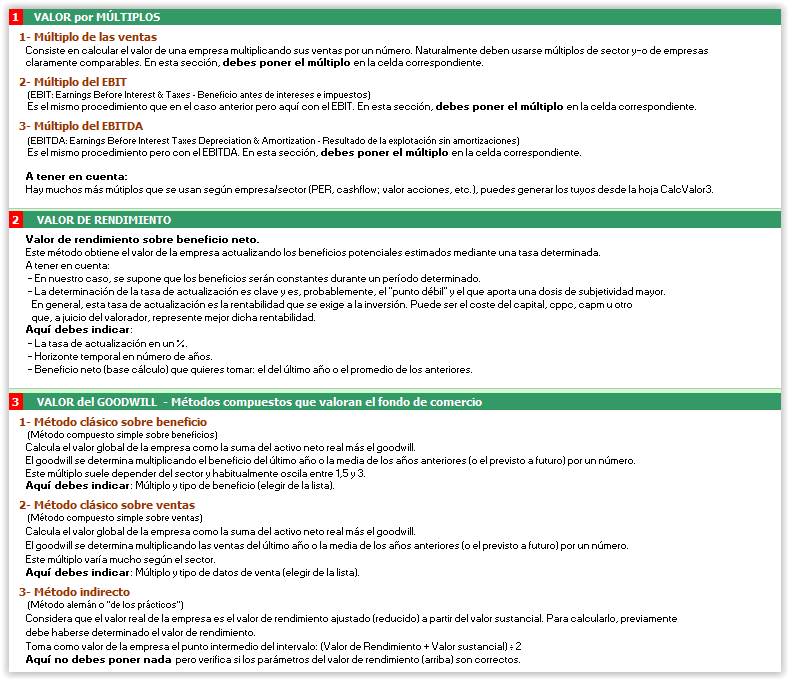 1 VALOR por MÚLTIPLOS
1- Múltiplo de las ventas
Consiste en calcular el valor de una empresa multiplicando sus ventas por un número. Naturalmente deben usarse múltiplos de sector y-o de empresas
claramente comparables. En esta sección, debes poner el múltiplo en la celda correspondiente.
2- Múltiplo del EBIT
(EBIT: Earnings Before Interest & Taxes - Beneficio antes de intereses e impuestos)
Es el mismo procedimiento que en el caso anterior pero aquí con el EBIT. En esta sección, debes poner el múltiplo en la celda correspondiente.
3- Múltiplo del EBITDA
(EBITDA: Earnings Before Interest Taxes Depreciation & Amortization - Resultado de la explotación sin amortizaciones)
Es el mismo procedimiento pero con el EBITDA. En esta sección, debes poner el múltiplo en la celda correspondiente.
A tener en cuenta:
Hay muchos más mútiplos que se usan según empresa/sector (PER, cashflow; valor acciones, etc.), puedes generar los tuyos desde la hoja CalcValor3.
2 VALOR DE RENDIMIENTO
Valor de rendimiento sobre beneficio neto.
Este método obtiene el valor de la empresa actualizando los beneficios potenciales estimados mediante una tasa determinada.
A tener en cuenta:
- En nuestro caso, se supone que los beneficios serán constantes durante un período determinado.
- La determinación de la tasa de actualización es clave y es, probablemente, el "punto débil" y el que aporta una dosis de subjetividad mayor.
En general, esta tasa de actualización es la rentabilidad que se exige a la inversión. Puede ser el coste del capital, cppc, capm u otro
que, a juicio del valorador, represente mejor dicha rentabilidad.
Aquí debes indicar:
- La tasa de actualización en un %.
- Horizonte temporal en número de años.
- Beneficio neto (base cálculo) que quieres tomar: el del último año o el promedio de los anteriores.
3 VALOR del GOODWILL - Métodos compuestos que valoran el fondo de comercio
1- Método clásico sobre beneficio
(Método compuesto simple sobre beneficios)
Calcula el valor global de la empresa como la suma del activo neto real más el goodwill.
El goodwill se determina multiplicando el beneficio del último año o la media de los años anteriores (o el previsto a futuro) por un número.
Este múltiplo suele depender del sector y habitualmente oscila entre 1,5 y 3.
Aquí debes indicar: Múltiplo y tipo de beneficio (elegir de la lista).
2- Método clásico sobre ventas
(Método compuesto simple sobre ventas)
Calcula el valor global de la empresa como la suma del activo neto real más el goodwill.
El goodwill se determina multiplicando las ventas del último año o la media de los años anteriores (o el previsto a futuro) por un número.
Este múltiplo varía mucho según el sector.
Aquí debes indicar: Múltiplo y tipo de datos de venta (elegir de la lista).
3- Método indirecto
(Método alemán o "de los prácticos")
Considera que el valor real de la empresa es el valor de rendimiento ajustado (reducido) a partir del valor sustancial. Para calcularlo, previamente
debe haberse determinado el valor de rendimiento.
Toma como valor de la empresa el punto intermedio del intervalo: (Valor de Rendimiento + Valor sustancial) ÷ 2
Aquí no debes poner nada pero verifica si los parámetros del valor de rendimiento (arriba) son correctos.